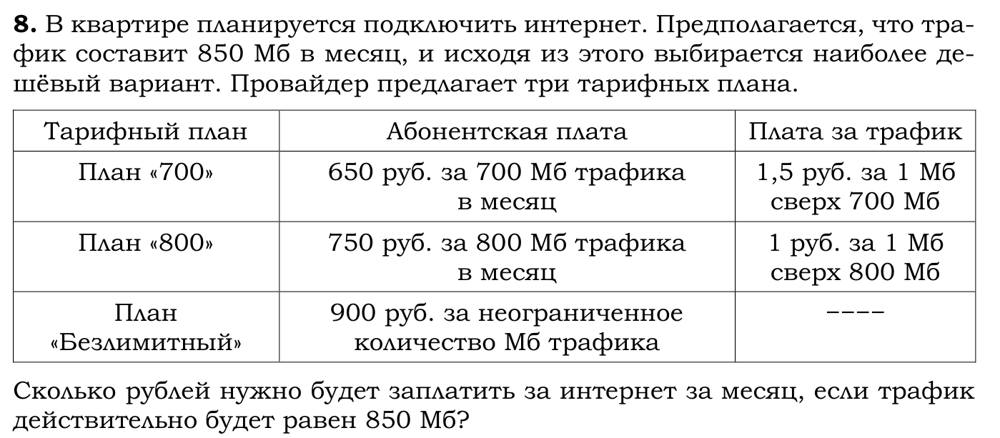 8. В квартире планируется подключить интернет. Предполагается, что тра-
фик составит 850 Мб в месяц, и исходя из этого выбирается наиболее де-
шёвый вариант. Провайдер предлагает три тарифных плана.
Тарифный план Абонентская плата Плата за трафик
План «700» 650 руб. за 700 Мб трафика 1,5 руб. за 1 Мб
в месяц сверх 700 Мб
План «800» 750 руб. за 800 Мб трафика 1 руб. за 1 Мб
в месяц сверх 800 Мб
План 900 руб. за неограниченное ––––
«Безлимитный» количество Мб трафика
Сколько рублей нужно будет заплатить за интернет за месяц, если трафик
действительно будет равен 850 Мб?